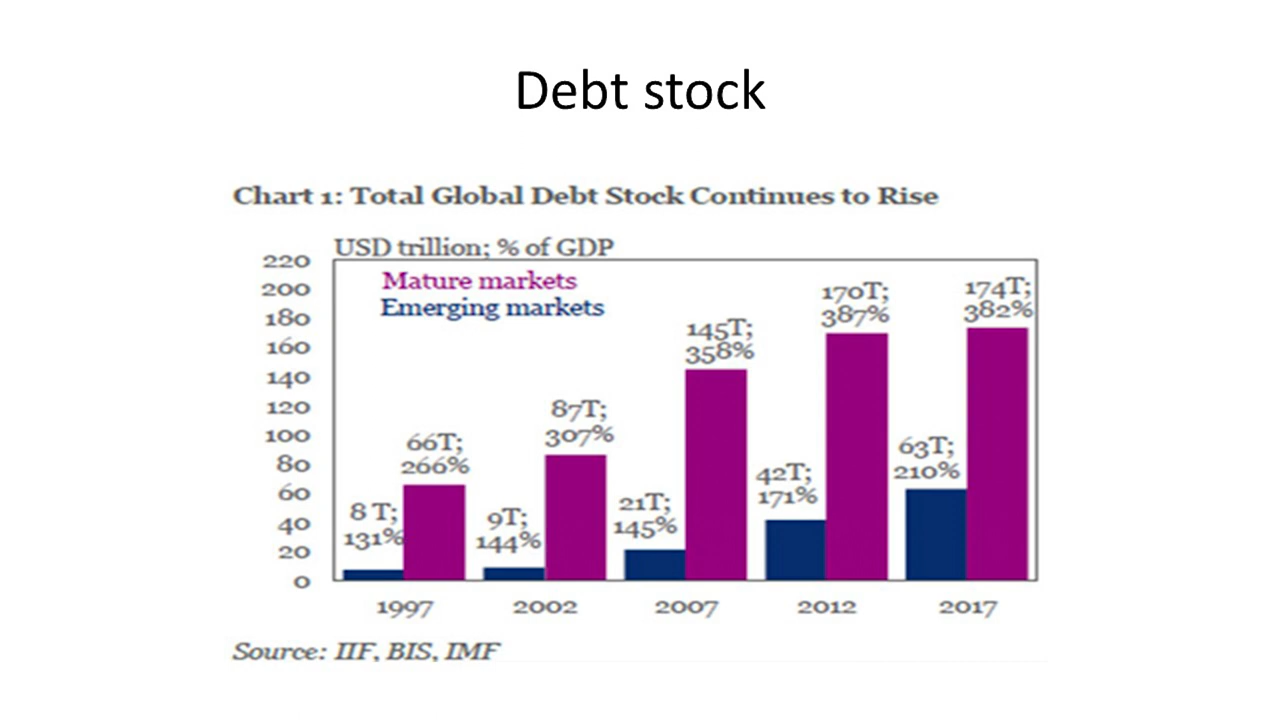 Debt stock
Chart 1: Total Global Debt Stock Continues to Rise
USD trillion; % of GDP
220
200
180
160
140
120
100
80
60
40
20
0
Mature markets
Emerging markets
8 T;
131%
66T;
266%
9T;
144%
87T;
307%
21T;
145%
145T;
358%
42T;
171%
170T;
387%
63T;
210%
174T;
382%
1997
2002
2007
2012
2017
Source: IIF, BIS, IMF